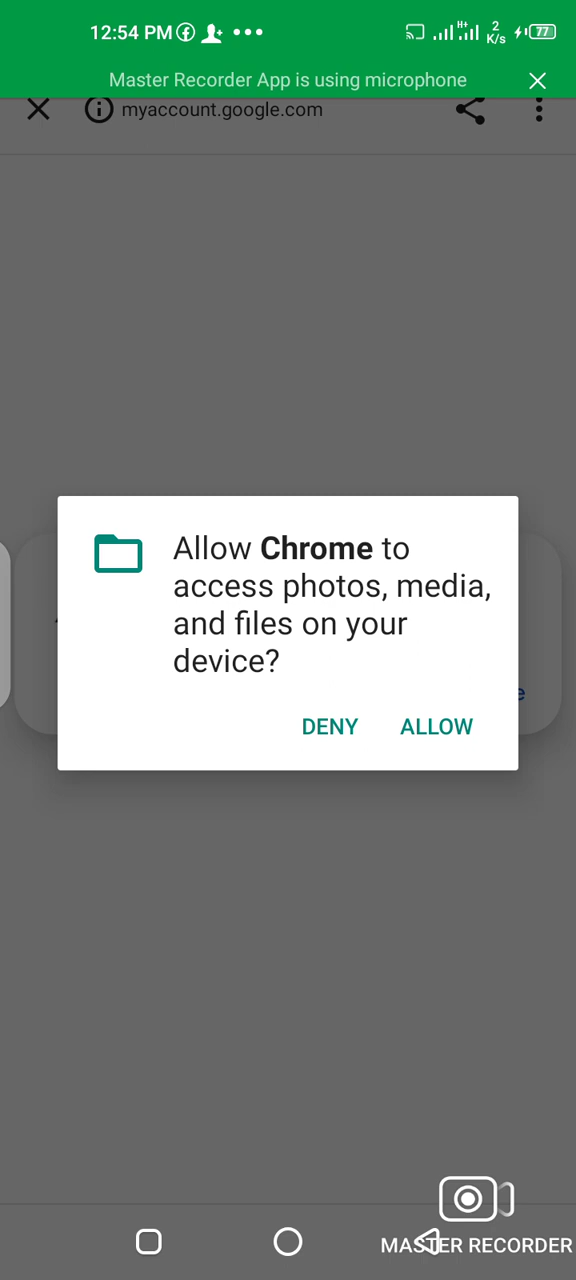 12:54 PM
H+
2
K/s
77
Master Recorder App is using microphone
myaccount.google.com
Allow Chrome to
access photos, media,
and files on your
device?
e
DENY ALLOW
MASTER RECORDER